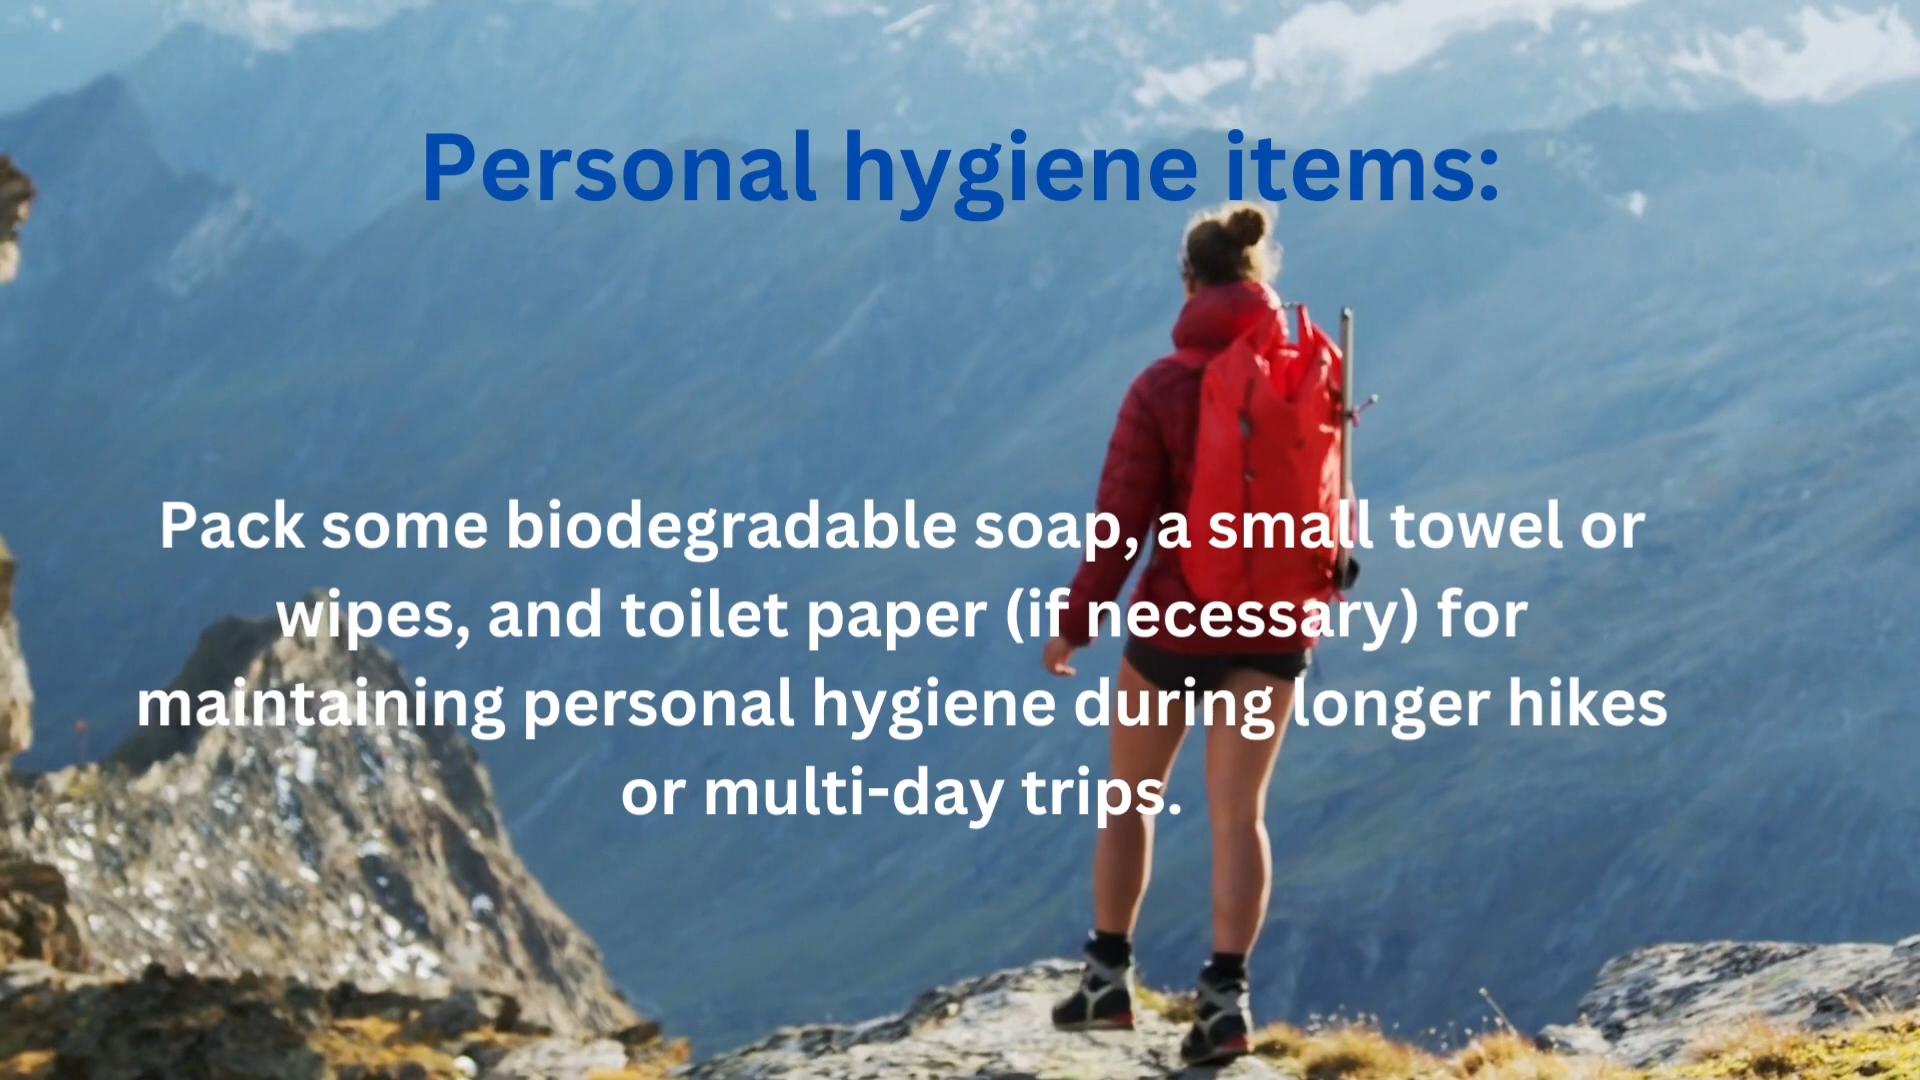 Personal hygiene items:
Pack some biodegradable soap, a small towel or
wipes, and toilet paper (if necessary) for
maintaining personal hygiene during longer hikes
or multi-day trips.